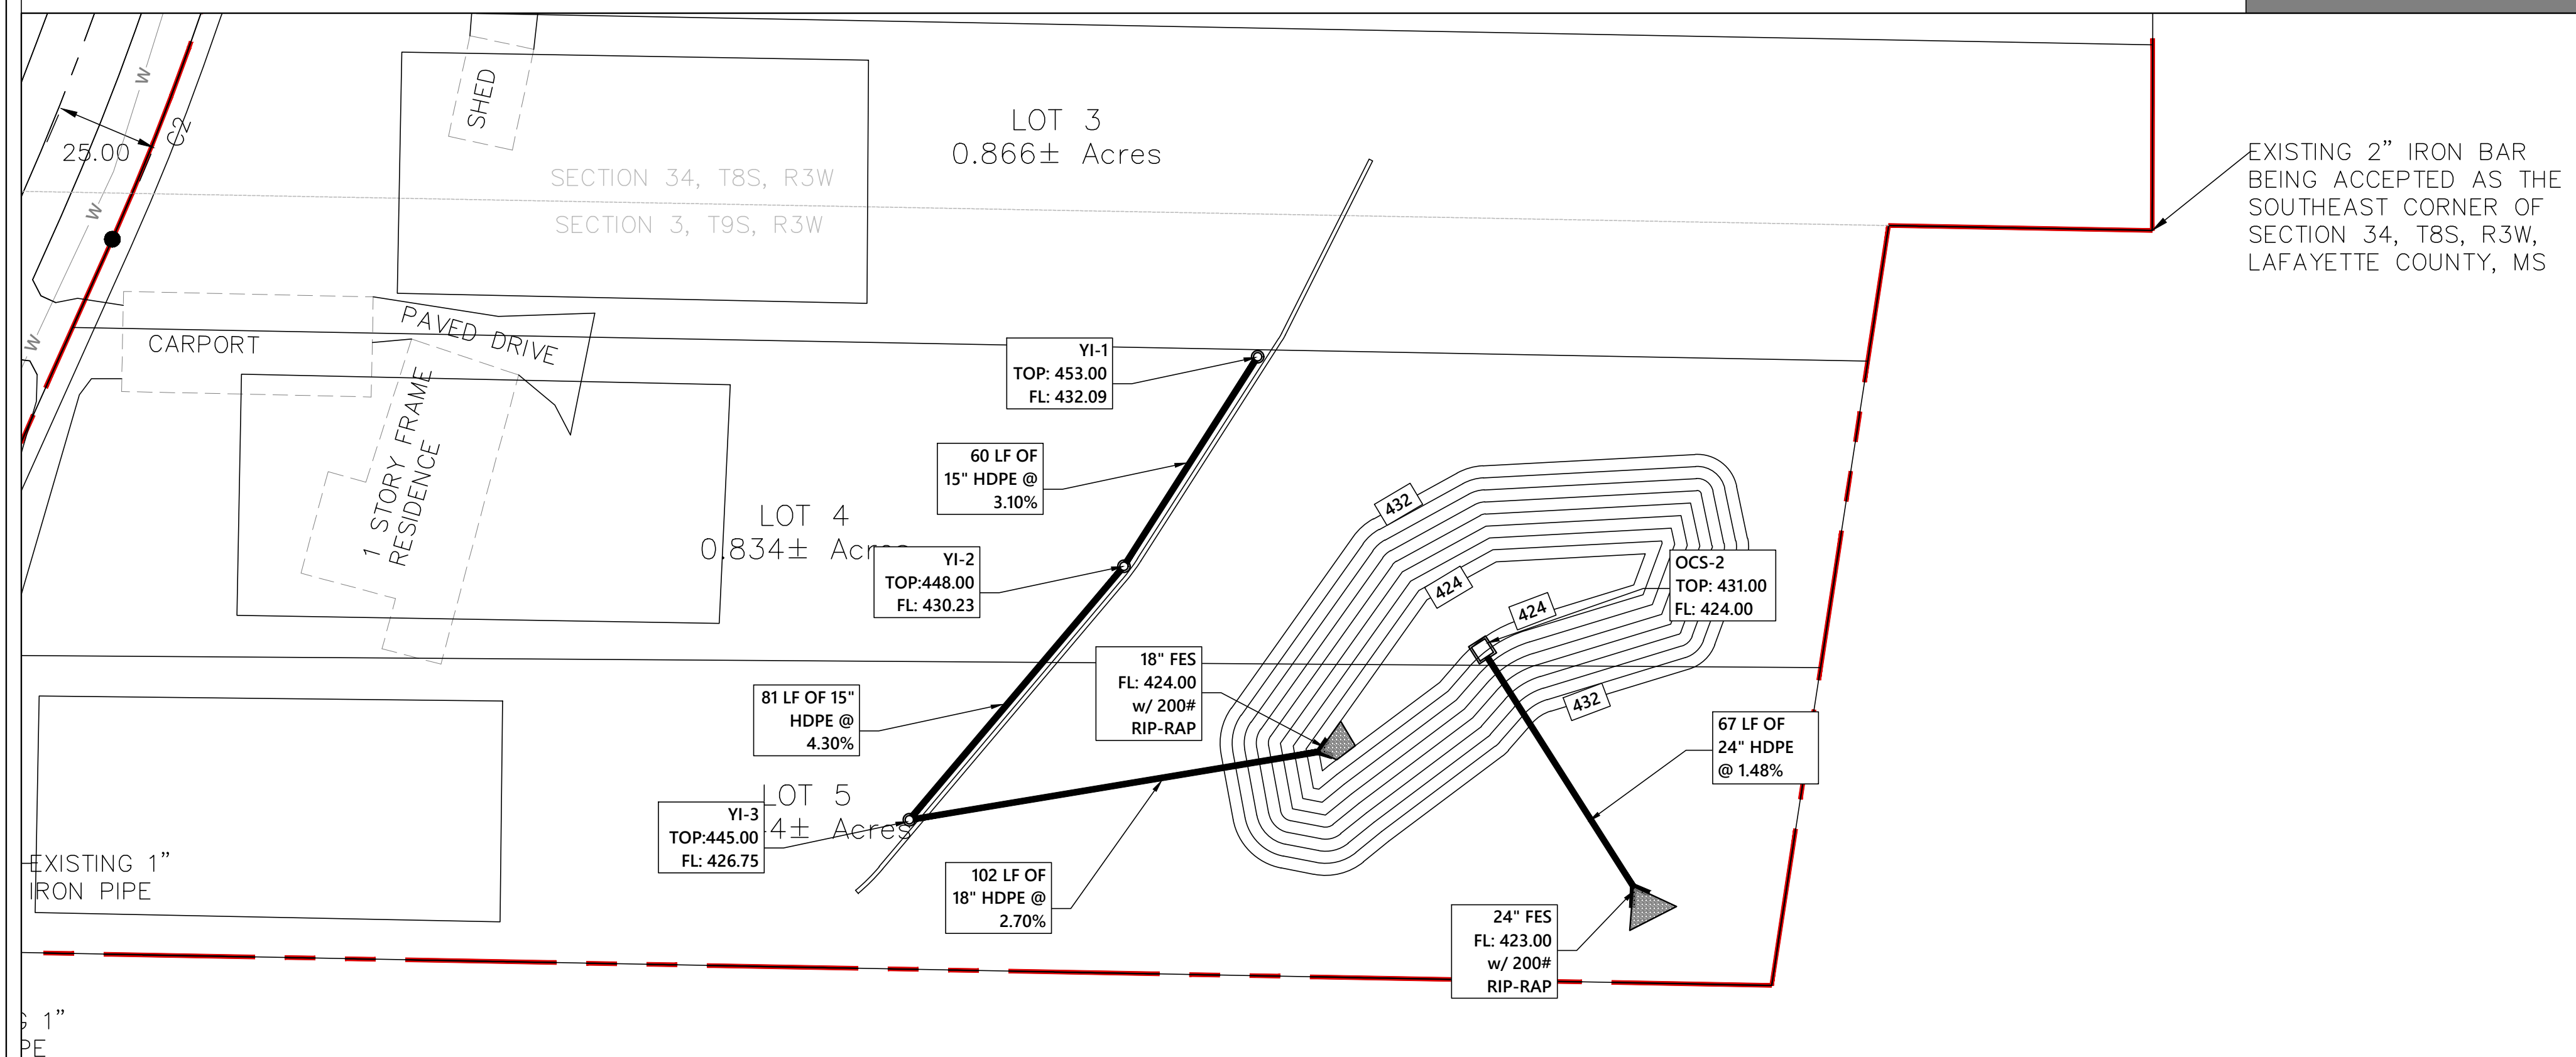 W
25.00
C2
W
W
SHED
LOT 3
0.866± Acres
SECTION 34, T8S, R3W
SECTION 3, T9S, R3W
EXISTING 2" IRON BAR
BEING ACCEPTED AS THE
SOUTHEAST CORNER OF
SECTION 34, T8S, R3W,
LAFAYETTE COUNTY, MS
CARPORT
PAVED DRIVE
1 STORY FRAME
RESIDENCE
YI-1
TOP: 453.00
FL: 432.09
60 LF OF
15" HDPE @
3.10%
LOT 4
0.834± Acres
YI-2
TOP:448.00
FL: 430.23
432
424
424
432
OCS-2
TOP: 431.00
FL: 424.00
18" FES
FL: 424.00
w/ 200#
RIP-RAP
81 LF OF 15"
HDPE @
4.30%
67 LF OF
24" HDPE
@ 1.48%
LOT 5
4± Acres
YI-3
TOP:445.00
FL: 426.75
102 LF OF
18" HDPE @
2.70%
24" FES
FL: 423.00
w/ 200#
RIP-RAP
EXISTING 1"
IRON PIPE
1"
PE